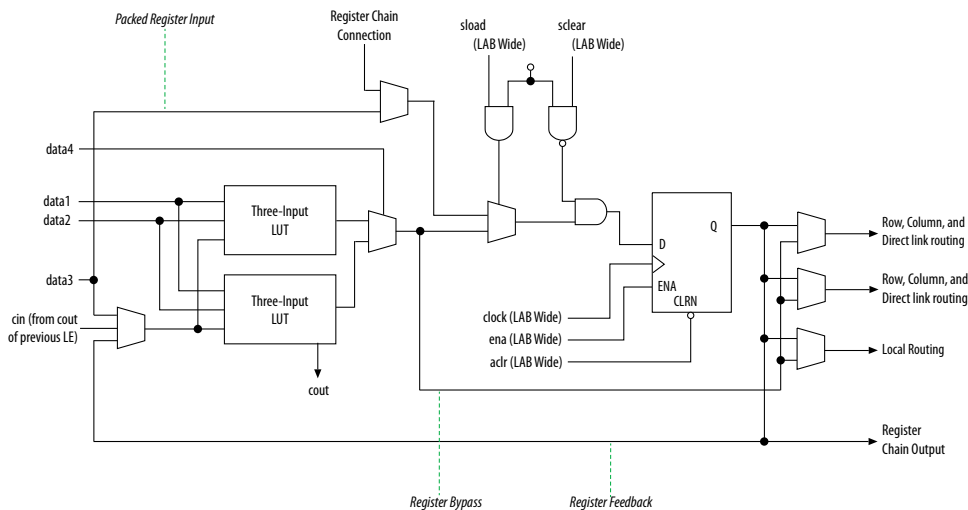 Packed Register Input
Register Chain
Connection
sload
(LAB Wide)
sclear
(LAB Wide)
data4
data1
data2
Three-Input
LUT
data3
Three-Input
LUT
cin (from cout
of previous LE)
cout
Q
D
ENA
CLRN
clock (LAB Wide)
ena (LAB Wide)
aclr (LAB Wide)
Row, Column, and
Direct link routing
Row, Column, and
Direct link routing
Local Routing
Register
Chain Output
Register Bypass
Register Feedback